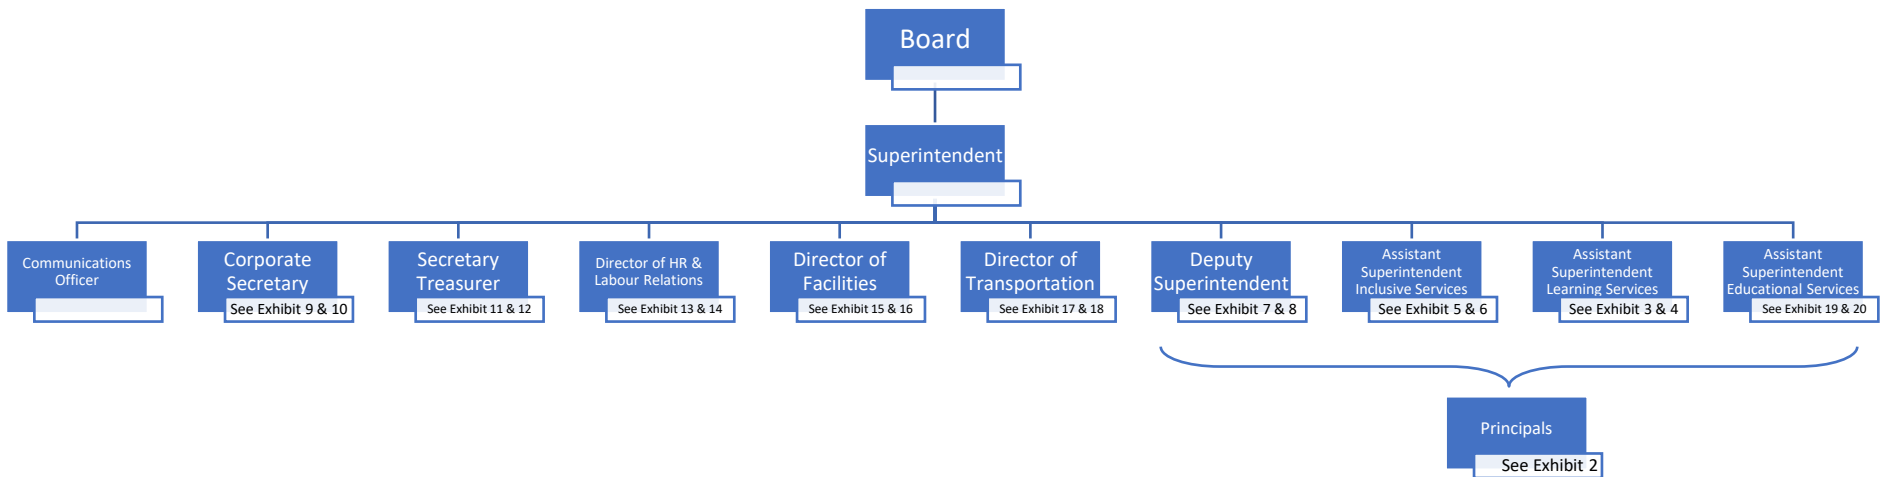 Board
Superintendent
Communications
Officer
Corporate
Secretary
See Exhibit 9 & 10
Secretary
Treasurer
See Exhibit 11 & 12
Director of HR &
Labour Relations
See Exhibit 13 & 14
Director of
Facilities
See Exhibit 15 & 16
Director of
Transportation
See Exhibit 17 & 18
Deputy
Superintendent
See Exhibit 7 & 8
Assistant
Superintendent
Inclusive Services
See Exhibit 5 & 6
Assistant
Superintendent
Learning Services
See Exhibit 3 & 4
Assistant
Superintendent
Educational Services
See Exhibit 19 & 20
Principals
See Exhibit 2